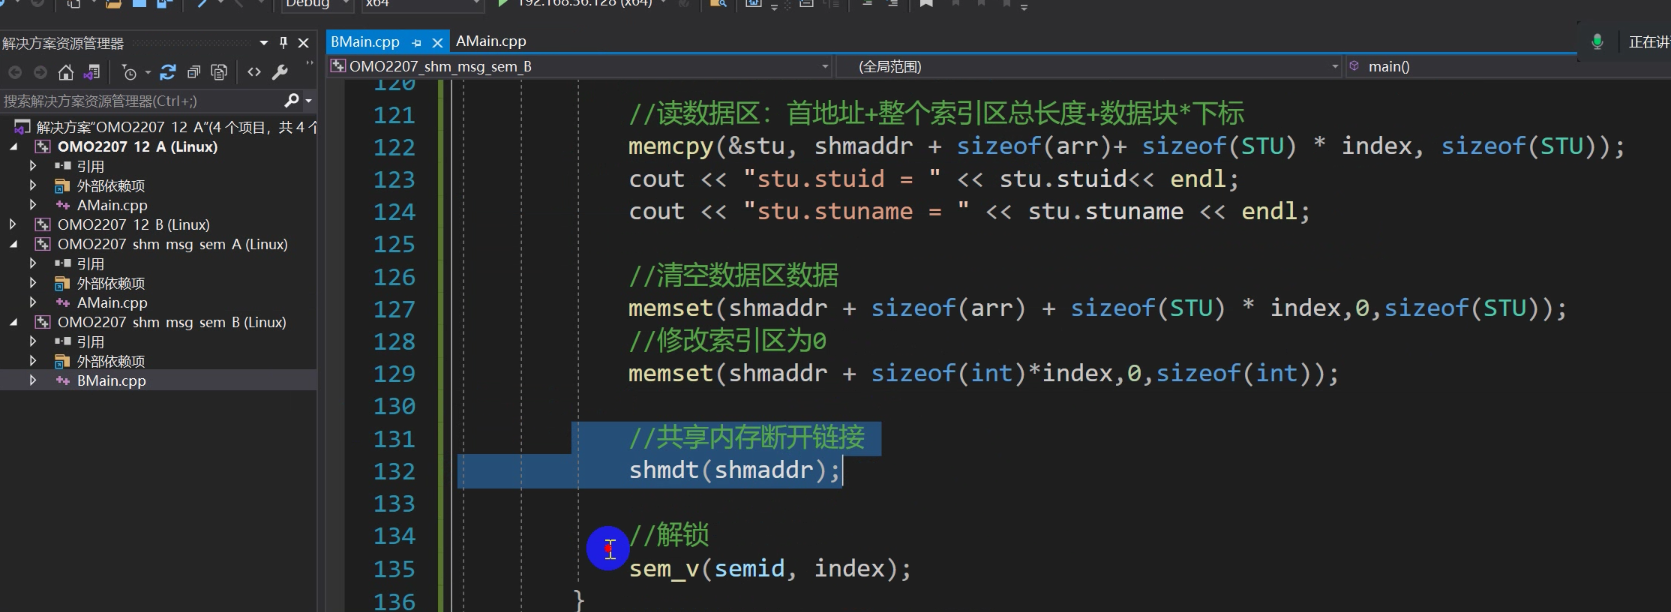 Debug
x64
192.168.56.128 (x64)
解决方案资源管理器
BMain.cpp
AMain.cpp
正在讲
OMO2207_shm_msg_sem_B
(全局范围)
main()
搜索解决方案资源管理器(Ctrl+;)
解决方案"OMO2207 12 A"(4 个项目，共 4 个
OMO2207 12 A (Linux)
引用
外部依赖项
AMain.cpp
OMO2207 12 B (Linux)
OMO2207 shm msg sem A (Linux)
引用
外部依赖项
AMain.cpp
OMO2207 shm msg sem B (Linux)
引用
外部依赖项
BMain.cpp
120
121 //读数据区：首地址+整个索引区总长度+数据块*下标
122 memcpy(&stu, shmaddr + sizeof(arr)+ sizeof(STU) * index, sizeof(STU));
123 cout << "stu.stuid = " << stu.stuid<< endl;
124 cout << "stu.stuname = " << stu.stuname << endl;
125
126 //清空数据区数据
127 memset(shmaddr + sizeof(arr) + sizeof(STU) * index,0,sizeof(STU));
128 //修改索引区为0
129 memset(shmaddr + sizeof(int)*index,0,sizeof(int));
130
131 //共享内存断开链接
132 shmdt(shmaddr);
133
134 //解锁
135 sem_v(semid, index);
136 }